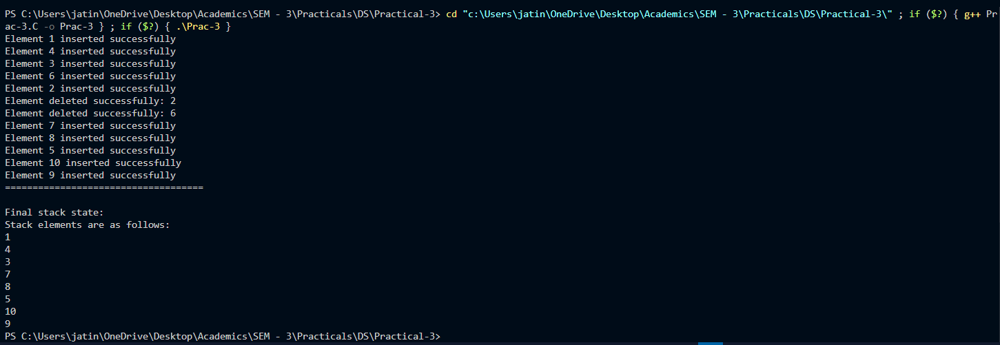 PS C:\Users\jatin\OneDrive\Desktop\Academics\SEM - 3\Practicals\DS\Practical-3> cd "c:\Users\jatin\OneDrive\Desktop\Academics\SEM - 3\Practicals\DS\Practical-3\" ; if ($?) { g++ Pr
ac-3.C -o Prac-3 } ; if ($?) { .\Prac-3 }
Element 1 inserted successfully
Element 4 inserted successfully
Element 3 inserted successfully
Element 6 inserted successfully
Element 2 inserted successfully
Element deleted successfully: 2
Element deleted successfully: 6
Element 7 inserted successfully
Element 8 inserted successfully
Element 5 inserted successfully
Element 10 inserted successfully
Element 9 inserted successfully
====================================
Final stack state:
Stack elements are as follows:
1
4
3
7
8
5
10
9
PS C:\Users\jatin\OneDrive\Desktop\Academics\SEM - 3\Practicals\DS\Practical-3>